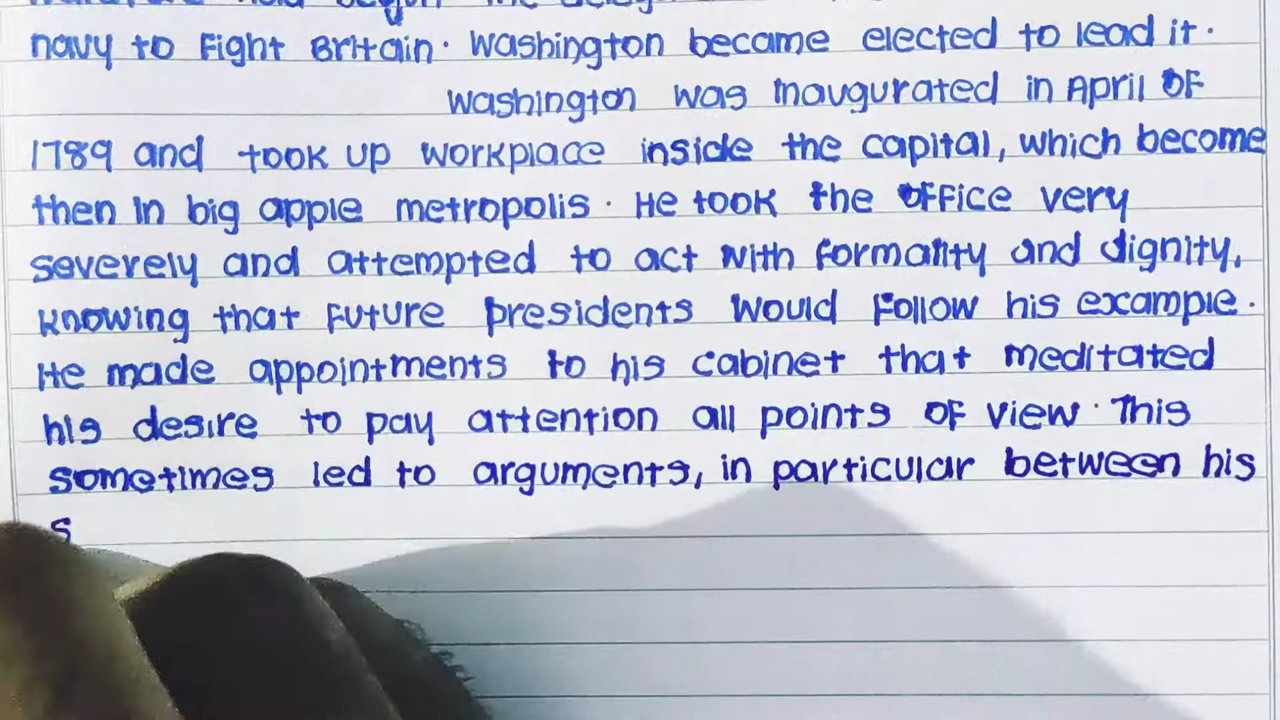 navy to Fight Britain. Washington became elected to lead it.
Washington was inaugurated in April of
1789 and took up workplace inside the capital, which become
then in big apple metropolis. He took the office very
severely and attempted to act with formality and dignity,
knowing that future presidents would follow his example.
He made appointments to his cabinet that meditated
his desire to pay attention all points of view. This
sometimes led to arguments, in particular between his
s